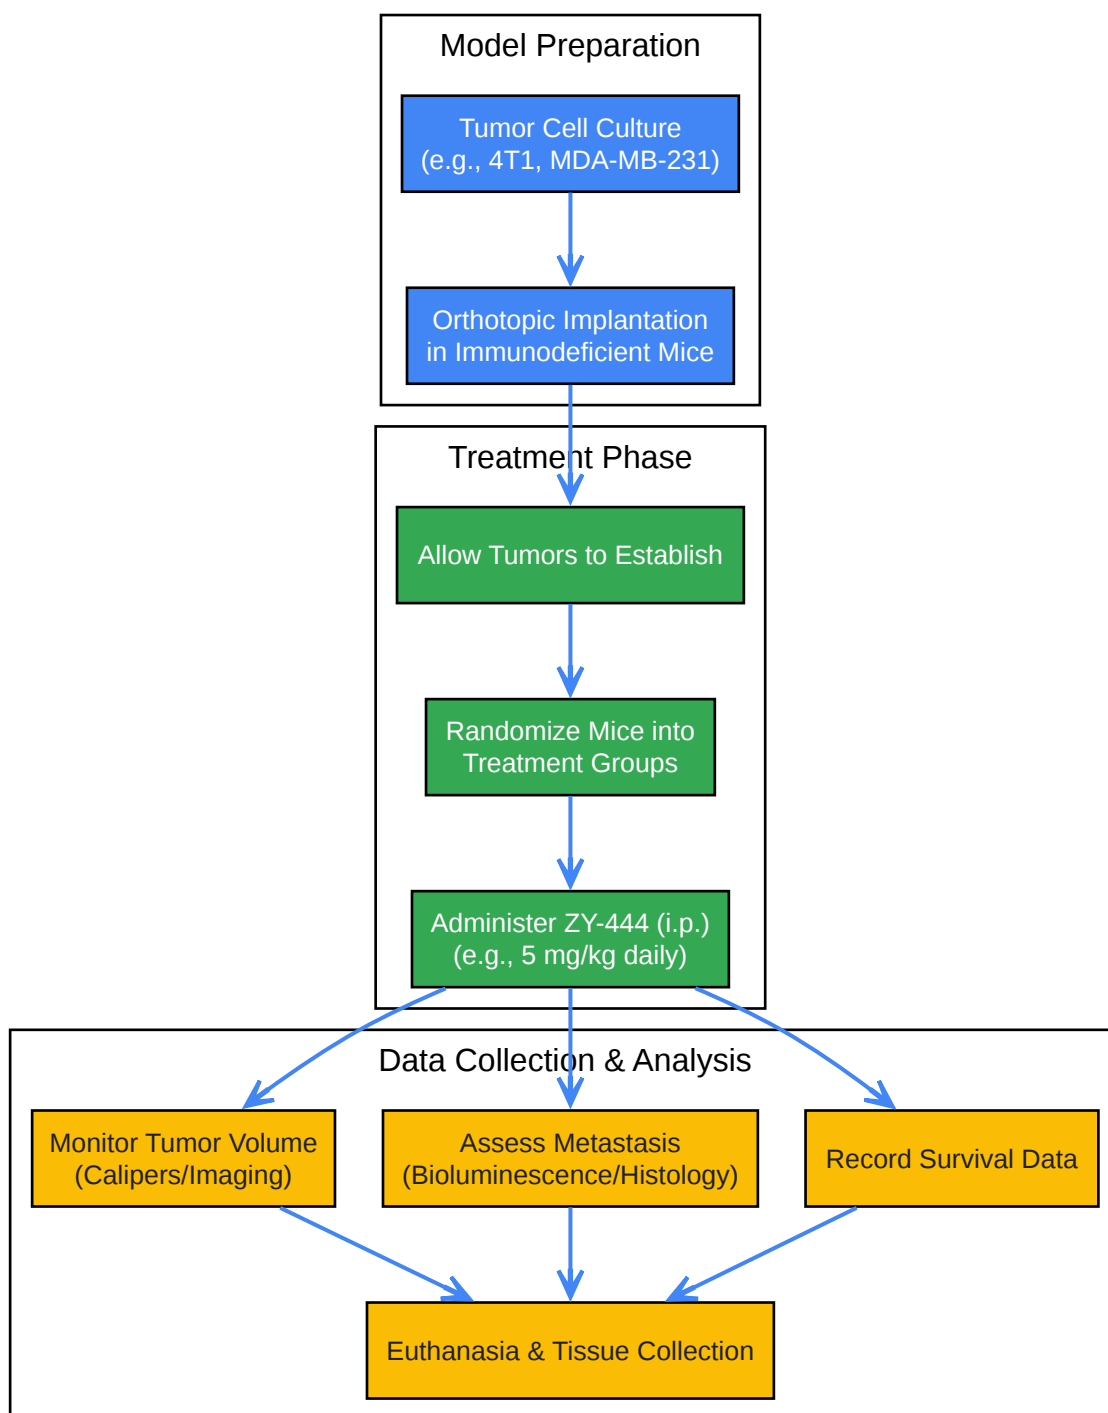 Model Preparation
Tumor Cell Culture
(e.g., 4T1, MDA-MB-231)
Orthotopic Implantation
in Immunodeficient Mice
Treatment Phase
Allow Tumors to Establish
Randomize Mice into
Treatment Groups
Administer ZY-444 (i.p.)
(e.g., 5 mg/kg daily)
Data Collection & Analysis
Monitor Tumor Volume
(Calipers/Imaging)
Assess Metastasis
(Bioluminescence/Histology)
Record Survival Data
Euthanasia & Tissue Collection